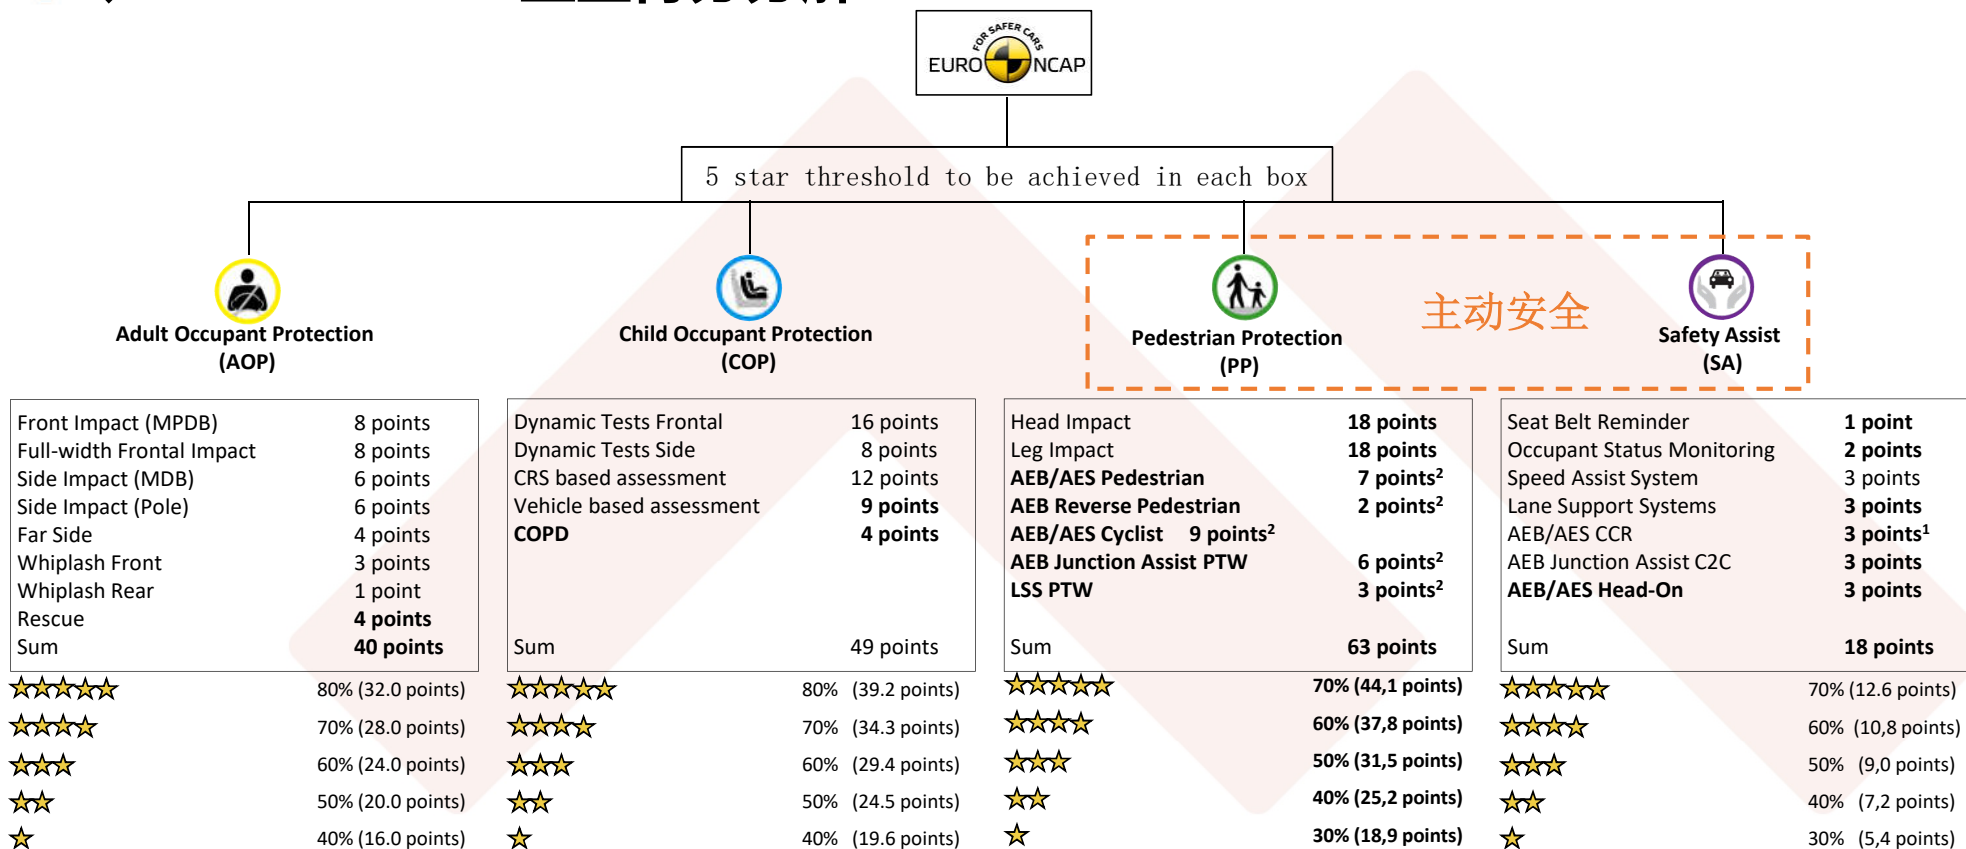 FOR SAFER CARS
EURO NCAP
5 star threshold to be achieved in each box
主动安全
Adult Occupant Protection
(AOP)
Child Occupant Protection
(COP)
Pedestrian Protection
(PP)
Safety Assist
(SA)
Front Impact (MPDB) 8 points
Full-width Frontal Impact 8 points
Side Impact (MDB) 6 points
Side Impact (Pole) 6 points
Far Side 4 points
Whiplash Front 3 points
Whiplash Rear 1 point
Rescue 4 points
Sum 40 points
80% (32.0 points)
70% (28.0 points)
60% (24.0 points)
50% (20.0 points)
40% (16.0 points)
Dynamic Tests Frontal 16 points
Dynamic Tests Side 8 points
CRS based assessment 12 points
Vehicle based assessment 9 points
COPD 4 points
Sum 49 points
80% (39.2 points)
70% (34.3 points)
60% (29.4 points)
50% (24.5 points)
40% (19.6 points)
Head Impact 18 points
Leg Impact 18 points
AEB/AES Pedestrian 7 points²
AEB Reverse Pedestrian 2 points²
AEB/AES Cyclist 9 points²
AEB Junction Assist PTW 6 points²
LSS PTW 3 points²
Sum 63 points
70% (44,1 points)
60% (37,8 points)
50% (31,5 points)
40% (25,2 points)
30% (18,9 points)
Seat Belt Reminder 1 point
Occupant Status Monitoring 2 points
Speed Assist System 3 points
Lane Support Systems 3 points
AEB/AES CCR 3 points¹
AEB Junction Assist C2C 3 points
AEB/AES Head-On 3 points
Sum 18 points
70% (12.6 points)
60% (10,8 points)
50% (9,0 points)
40% (7,2 points)
30% (5,4 points)